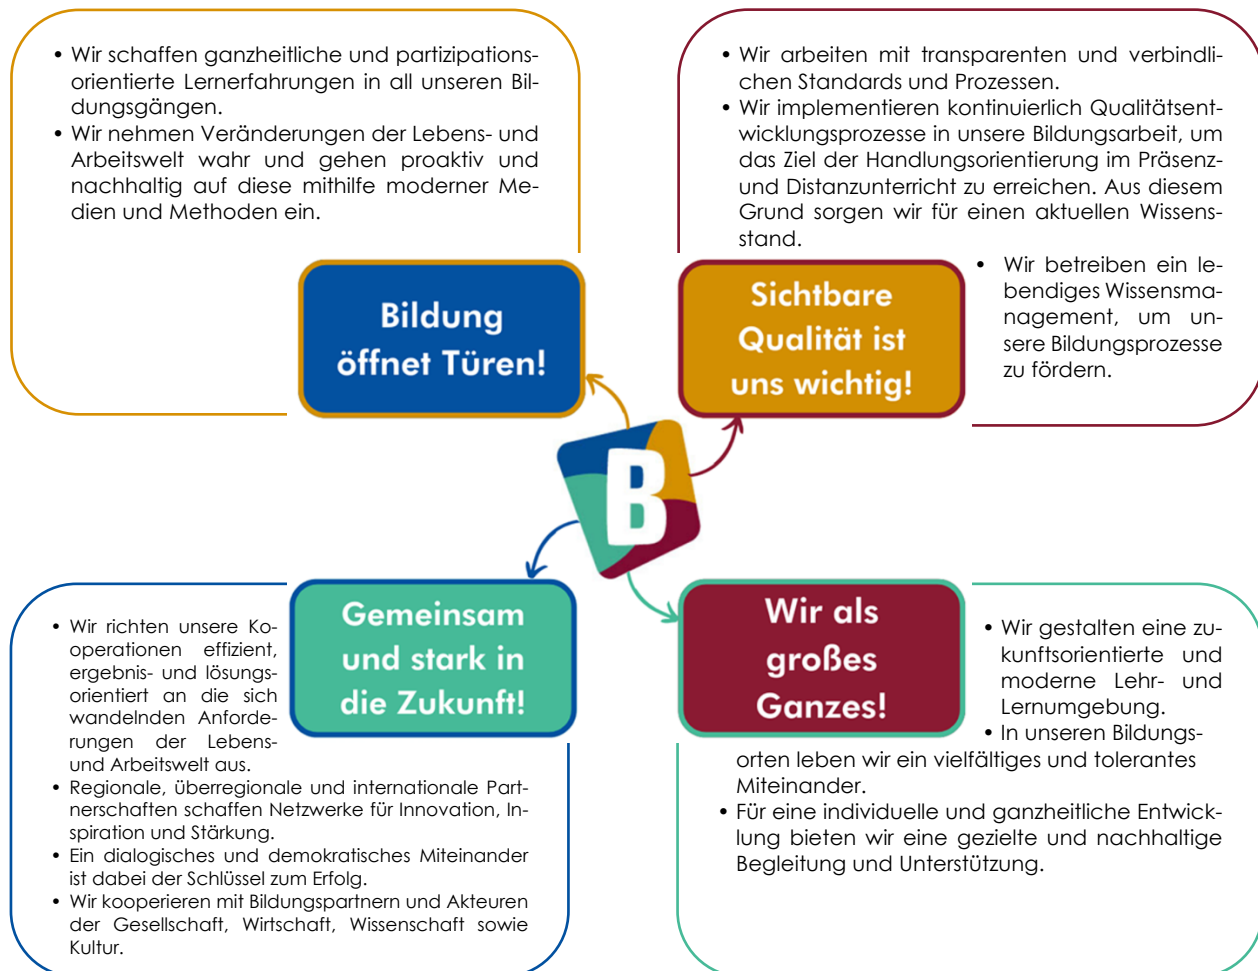 • Wir schaffen ganzheitliche und partizipations-
orientierte Lernerfahrungen in all unseren Bil-
dungsgängen.
• Wir nehmen Veränderungen der Lebens- und
Arbeitswelt wahr und gehen proaktiv und
nachhaltig auf diese mithilfe moderner Me-
dien und Methoden ein.
Bildung
öffnet Türen!
• Wir arbeiten mit transparenten und verbindli-
chen Standards und Prozessen.
• Wir implementieren kontinuierlich Qualitätsent-
wicklungsprozesse in unsere Bildungsarbeit, um
das Ziel der Handlungsorientierung im Präsenz-
und Distanzunterricht zu erreichen. Aus diesem
Grund sorgen wir für einen aktuellen Wissens-
stand.
• Wir betreiben ein le-
bendiges Wissensma-
nagement, um un-
sere Bildungsprozesse
zu fördern.
Sichtbare
Qualität ist
uns wichtig!
B
Gemeinsam
und stark in
die Zukunft!
• Wir richten unsere Ko-
operationen effizient,
ergebnis- und lösungs-
orientiert an die sich
wandelnden Anforde-
rungen der Lebens-
und Arbeitswelt aus.
• Regionale, überregionale und internationale Part-
nerschaften schaffen Netzwerke für Innovation, In-
spiration und Stärkung.
• Ein dialogisches und demokratisches Miteinander
ist dabei der Schlüssel zum Erfolg.
• Wir kooperieren mit Bildungspartnern und Akteuren
der Gesellschaft, Wirtschaft, Wissenschaft sowie
Kultur.
Wir als
großes
Ganzes!
• Wir gestalten eine zu-
kunftsorientierte und
moderne Lehr- und
Lernumgebung.
• In unseren Bildungs-
orten leben wir ein vielfältiges und tolerantes
Miteinander.
• Für eine individuelle und ganzheitliche Entwick-
lung bieten wir eine gezielte und nachhaltige
Begleitung und Unterstützung.